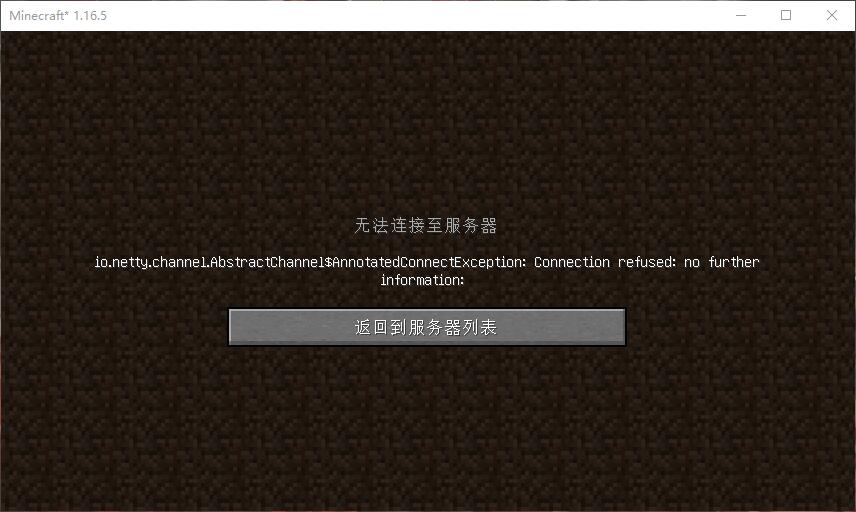 Minecraft* 1.16.5
无法连接至服务器
io.netty.channel.AbstractChannel$AnnotatedConnectException: Connection refused: no further
information:
返回到服务器列表